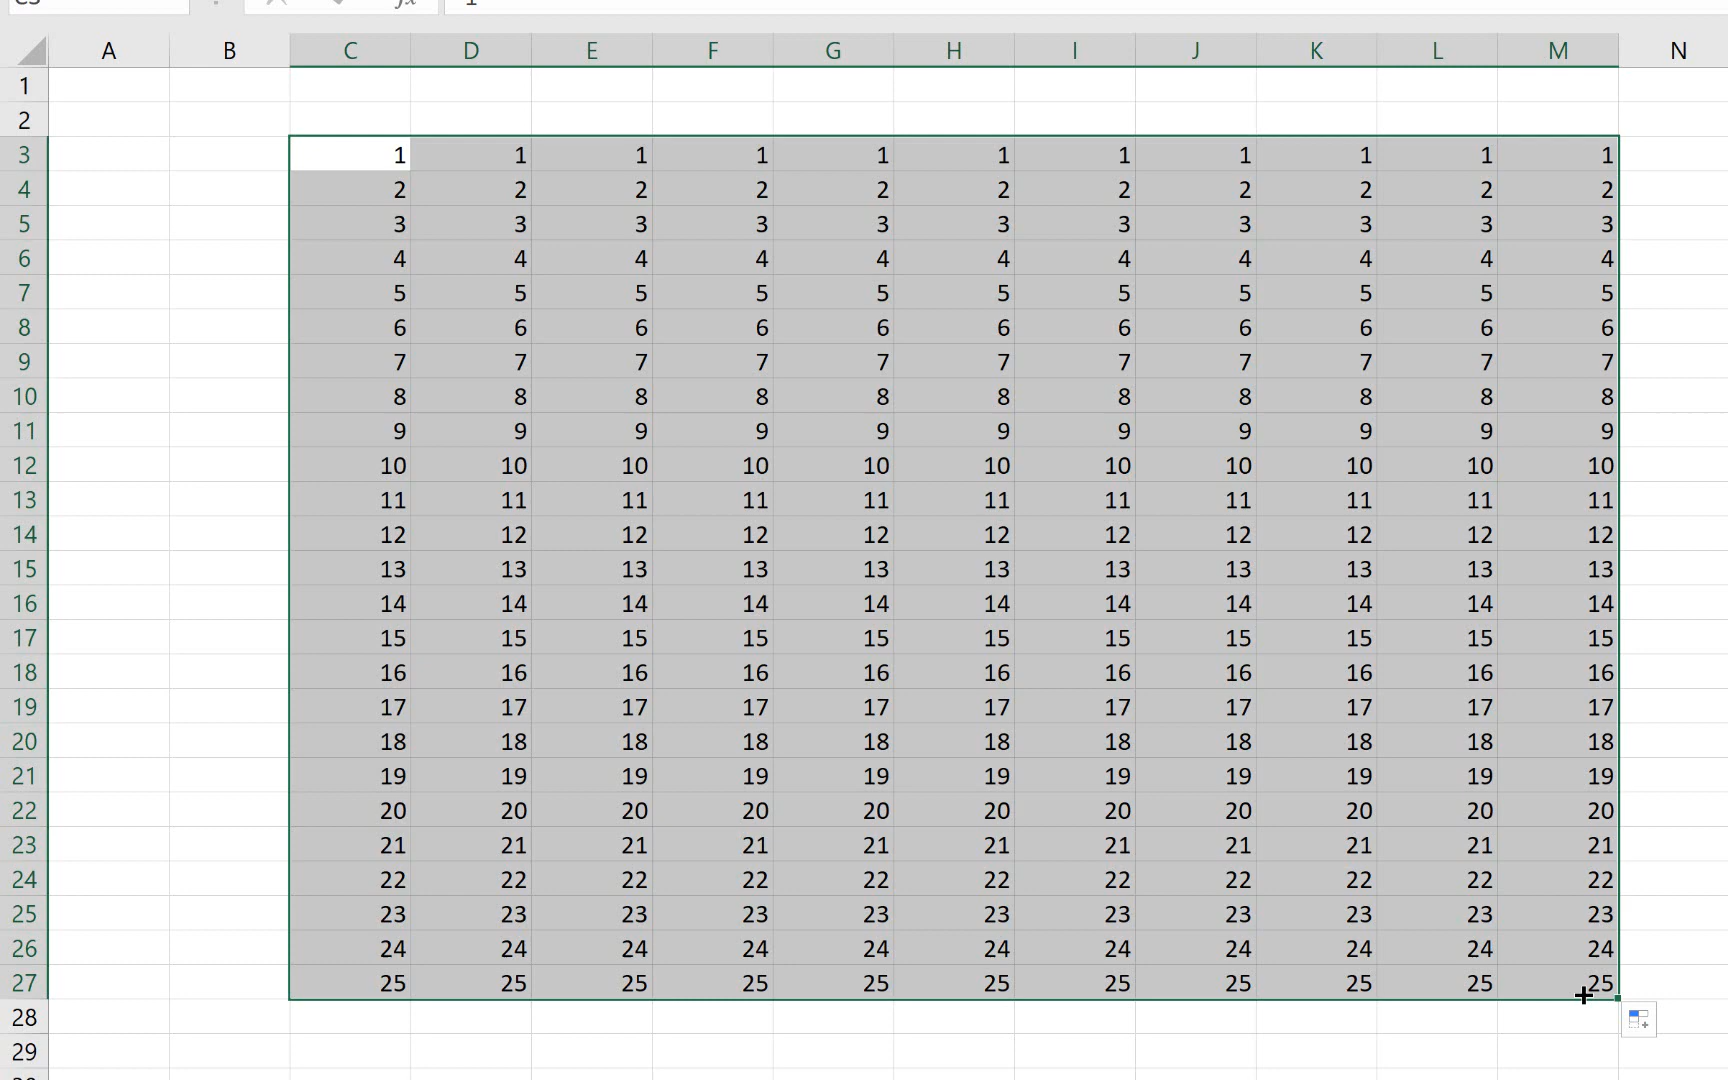 C3 fx 1
A B C D E F G H I J K L M N
1
2
3 1 1 1 1 1 1 1 1 1 1 1
4 2 2 2 2 2 2 2 2 2 2 2
5 3 3 3 3 3 3 3 3 3 3 3
6 4 4 4 4 4 4 4 4 4 4 4
7 5 5 5 5 5 5 5 5 5 5 5
8 6 6 6 6 6 6 6 6 6 6 6
9 7 7 7 7 7 7 7 7 7 7 7
10 8 8 8 8 8 8 8 8 8 8 8
11 9 9 9 9 9 9 9 9 9 9 9
12 10 10 10 10 10 10 10 10 10 10 10
13 11 11 11 11 11 11 11 11 11 11 11
14 12 12 12 12 12 12 12 12 12 12 12
15 13 13 13 13 13 13 13 13 13 13 13
16 14 14 14 14 14 14 14 14 14 14 14
17 15 15 15 15 15 15 15 15 15 15 15
18 16 16 16 16 16 16 16 16 16 16 16
19 17 17 17 17 17 17 17 17 17 17 17
20 18 18 18 18 18 18 18 18 18 18 18
21 19 19 19 19 19 19 19 19 19 19 19
22 20 20 20 20 20 20 20 20 20 20 20
23 21 21 21 21 21 21 21 21 21 21 21
24 22 22 22 22 22 22 22 22 22 22 22
25 23 23 23 23 23 23 23 23 23 23 23
26 24 24 24 24 24 24 24 24 24 24 24
27 25 25 25 25 25 25 25 25 25 25 25
28
29